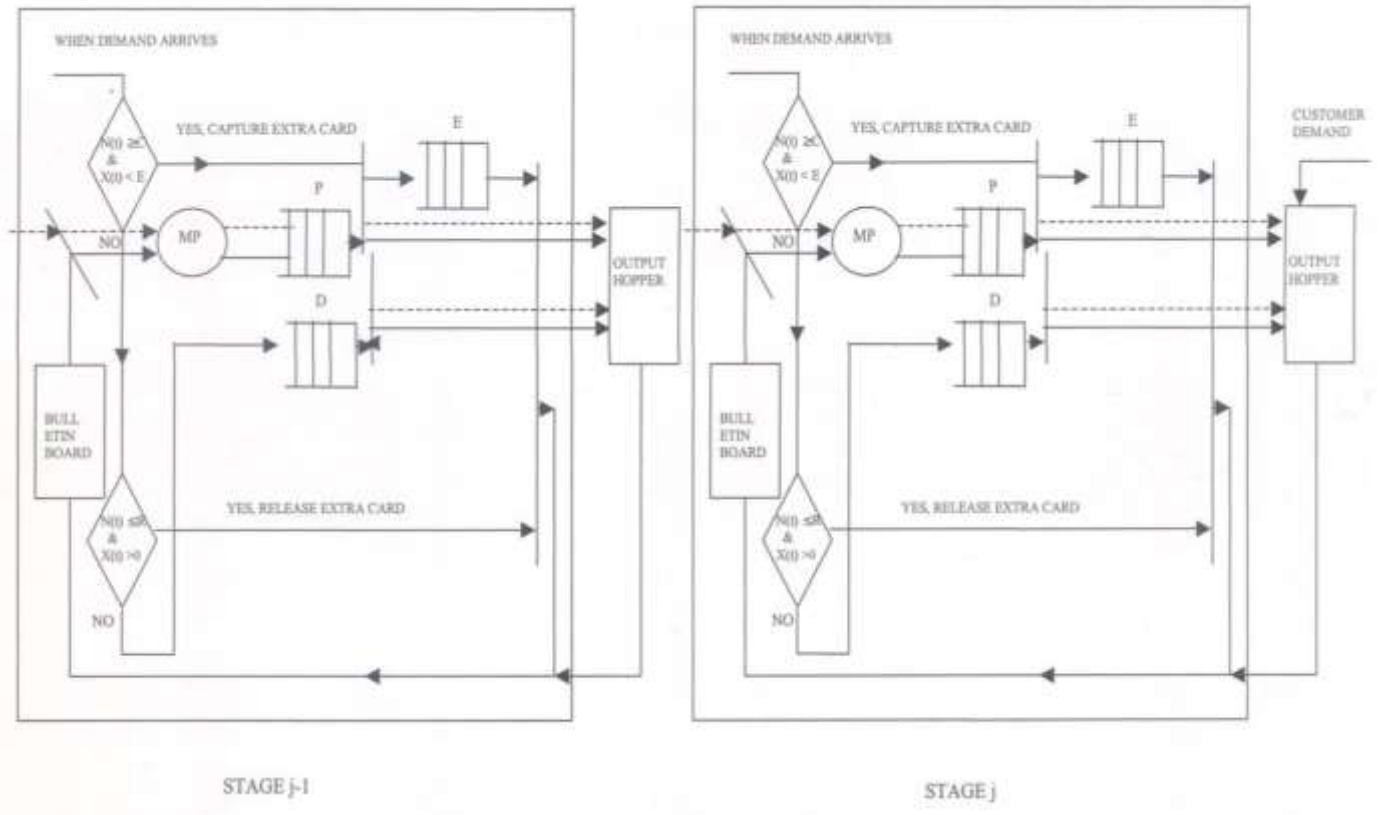 WHEN DEMAND ARRIVES
YES, CAPTURE EXTRA CARD
E
N(t) ≥C
&
X(t) < E
P
NO
MP
OUTPUT
HOPPER
D
BULL
ETIN
BOARD
YES, RELEASE EXTRA CARD
N(t) ≤R
&
X(t) >0
NO
STAGE j-1
WHEN DEMAND ARRIVES
CUSTOMER
DEMAND
YES, CAPTURE EXTRA CARD
E
N(t) ≥C
&
X(t) < E
P
NO
MP
OUTPUT
HOPPER
D
BULL
ETIN
BOARD
YES, RELEASE EXTRA CARD
N(t) ≤R
&
X(t) >0
NO
STAGE j